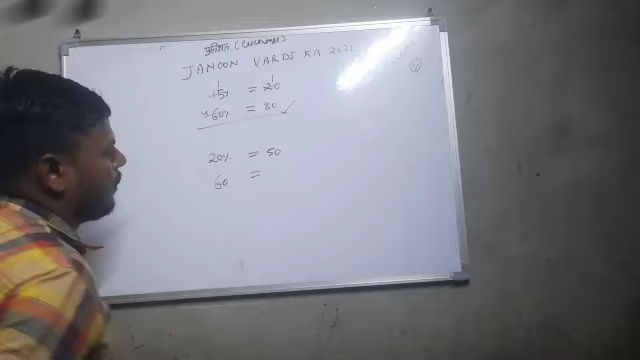 प्रतिशत (
JANOON VARDI KA 2021
15% = 20
60% = 80
20% = 50
60 =